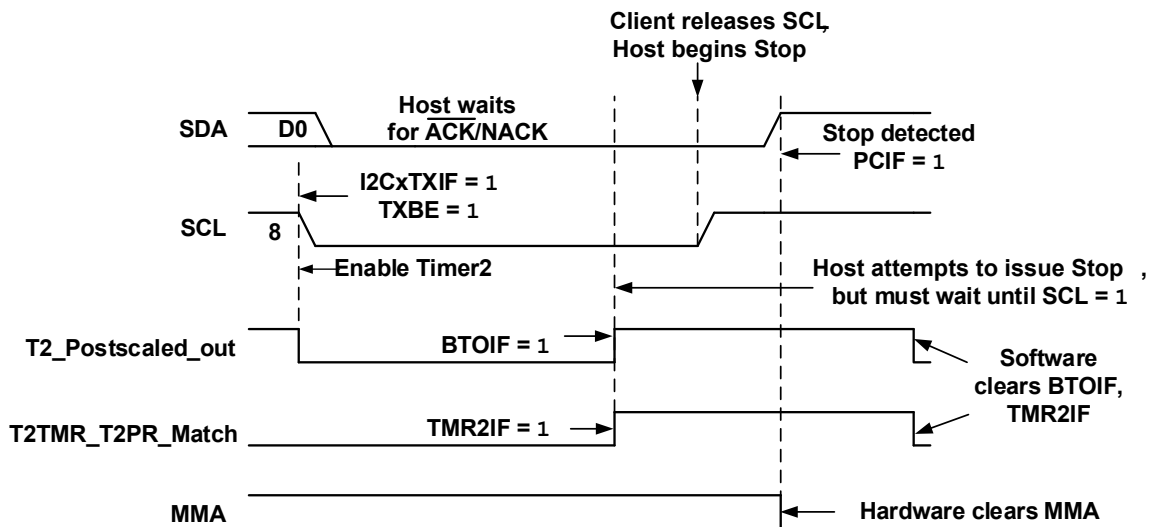 Client releases SCL,
Host begins Stop
SDA
D0
Host waits
for ACK/NACK
Stop detected
PCIF = 1
I2CxTXIF = 1
TXBE = 1
SCL
8
Enable Timer2
Host attempts to issue Stop ,
but must wait until SCL = 1
T2_Postscaled_out
BTOIF = 1
Software
clears BTOIF,
TMR2IF
T2TMR_T2PR_Match
TMR2IF = 1
MMA
Hardware clears MMA